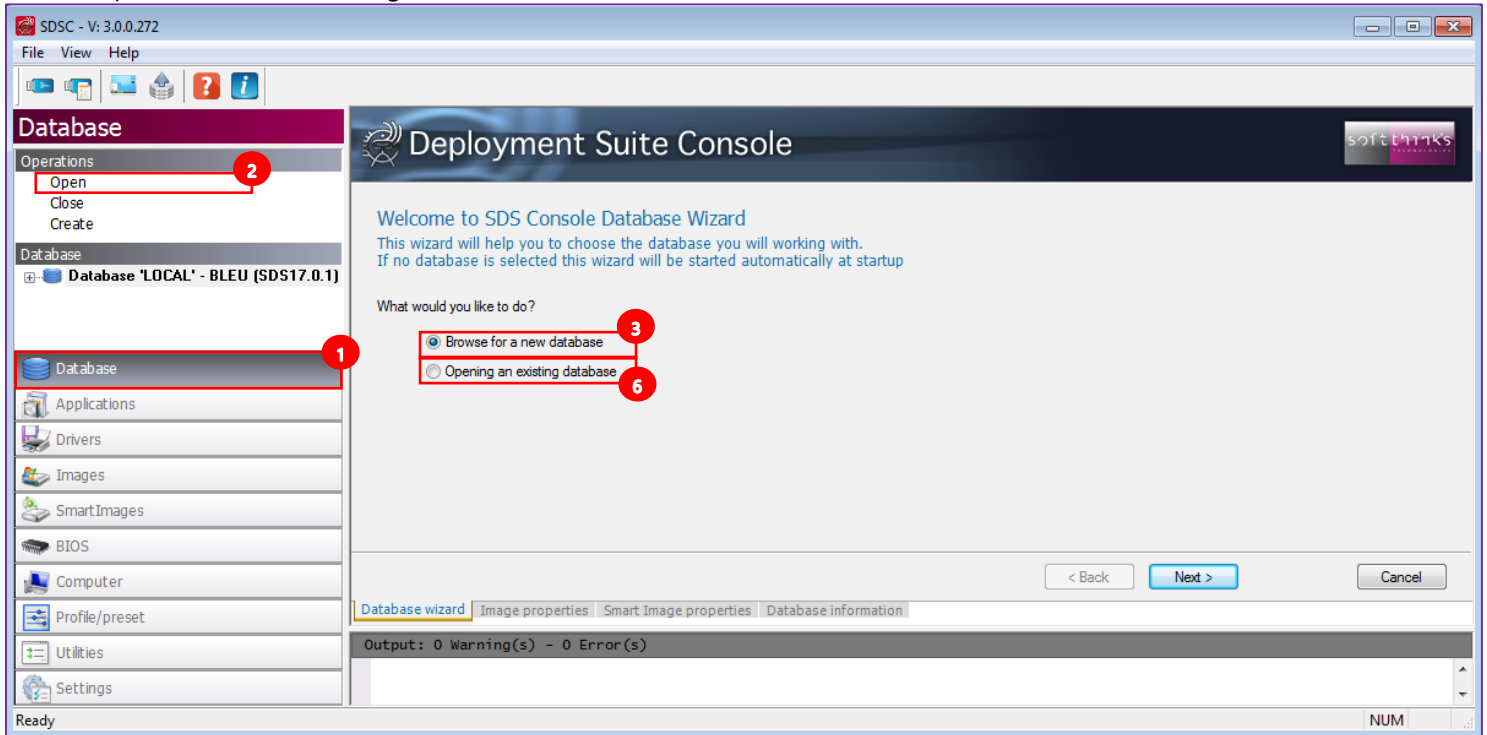 SDSC - V: 3.0.0.272
File View Help
Database
Operations
2
Open
Close
Create
Database
Database 'LOCAL' - BLEU (SDS17.0.1)
1
Database
Applications
Drivers
Images
SmartImages
BIOS
Computer
Profile/preset
Utilities
Settings
Deployment Suite Console
softthinks
TECHNOLOGIES
Welcome to SDS Console Database Wizard
This wizard will help you to choose the database you will working with.
If no database is selected this wizard will be started automatically at startup
What would you like to do?
3
Browse for a new database
Opening an existing database
6
< Back Next > Cancel
Database wizard Image properties Smart Image properties Database information
Output: 0 Warning(s) - 0 Error(s)
Ready NUM